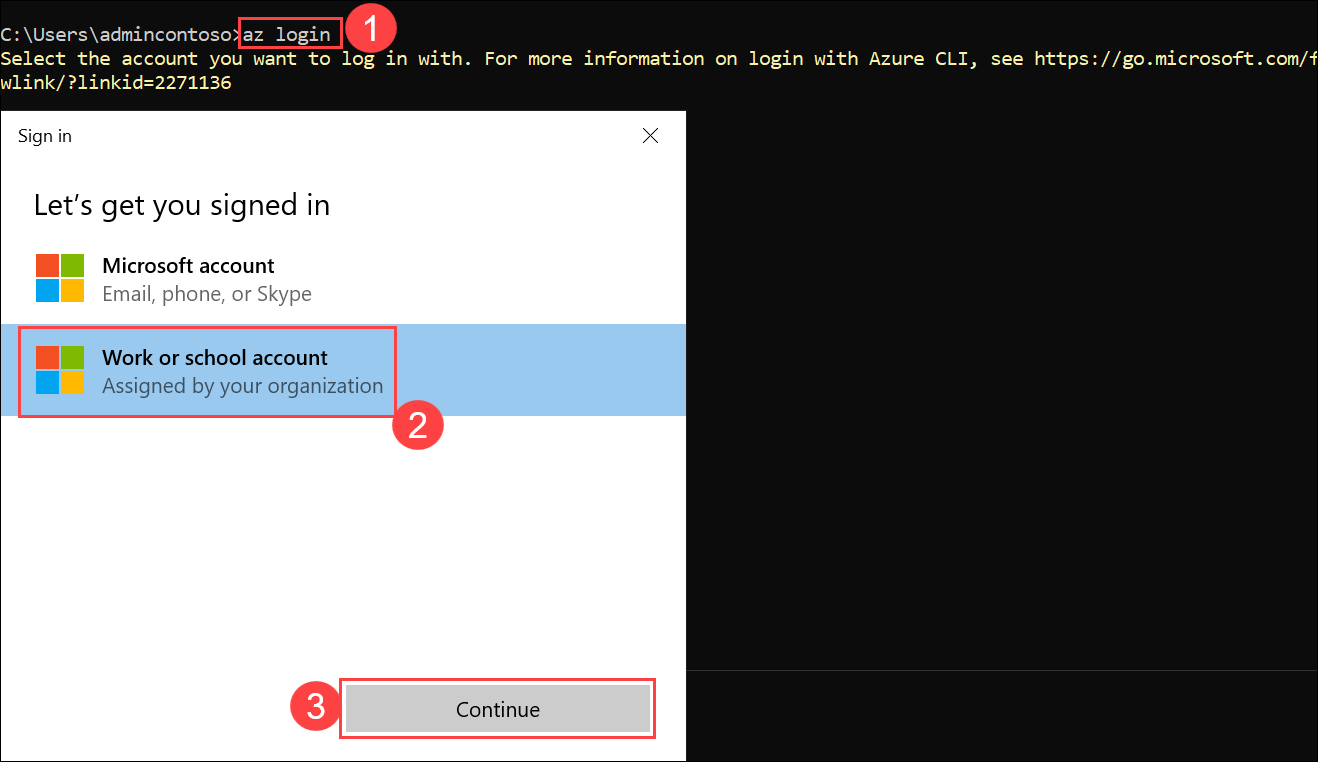 C:\Users\admincontoso>az login
1
Select the account you want to log in with. For more information on login with Azure CLI, see https://go.microsoft.com/f
wlink/?linkid=2271136
Sign in
Let’s get you signed in
Microsoft account
Email, phone, or Skype
Work or school account
Assigned by your organization
2
3
Continue